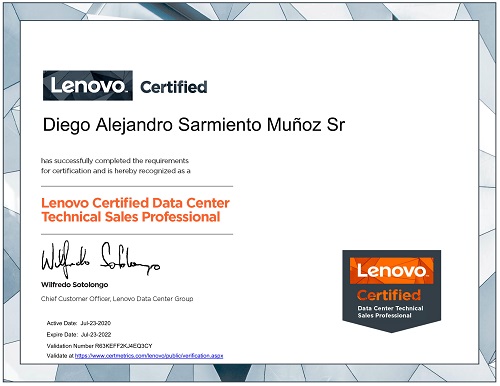 Lenovo. Certified
Diego Alejandro Sarmiento Muñoz Sr
has successfully completed the requirements
for certification and is hereby recognized as a
Lenovo Certified Data Center
Technical Sales Professional
Wilfredo Sotolongo
Wilfredo Sotolongo
Chief Customer Officer, Lenovo Data Center Group
Lenovo.
Certified
Data Center Technical
Sales Professional
Active Date: Jul-23-2020
Expire Date: Jul-23-2022
Validation Number R63KEFF2KJ4EQ3CY
Validate at https://www.certmetrics.com/lenovo/public/verification.aspx